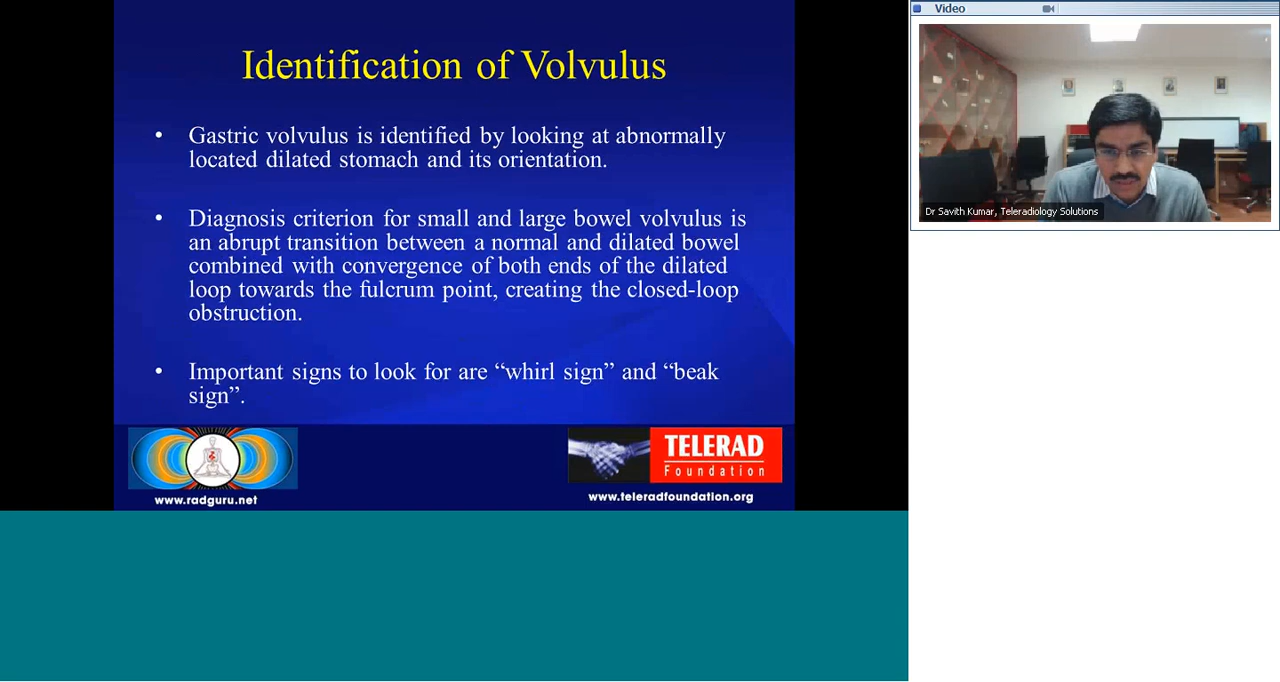 Identification of Volvulus
• Gastric volvulus is identified by looking at abnormally
located dilated stomach and its orientation.
• Diagnosis criterion for small and large bowel volvulus is
an abrupt transition between a normal and dilated bowel
combined with convergence of both ends of the dilated
loop towards the fulcrum point, creating the closed-loop
obstruction.
• Important signs to look for are “whirl sign” and “beak
sign”.
www.radguru.net
TELERAD
Foundation
www.teleradfoundation.org
Video
Dr Savith Kumar, Teleradiology Solutions